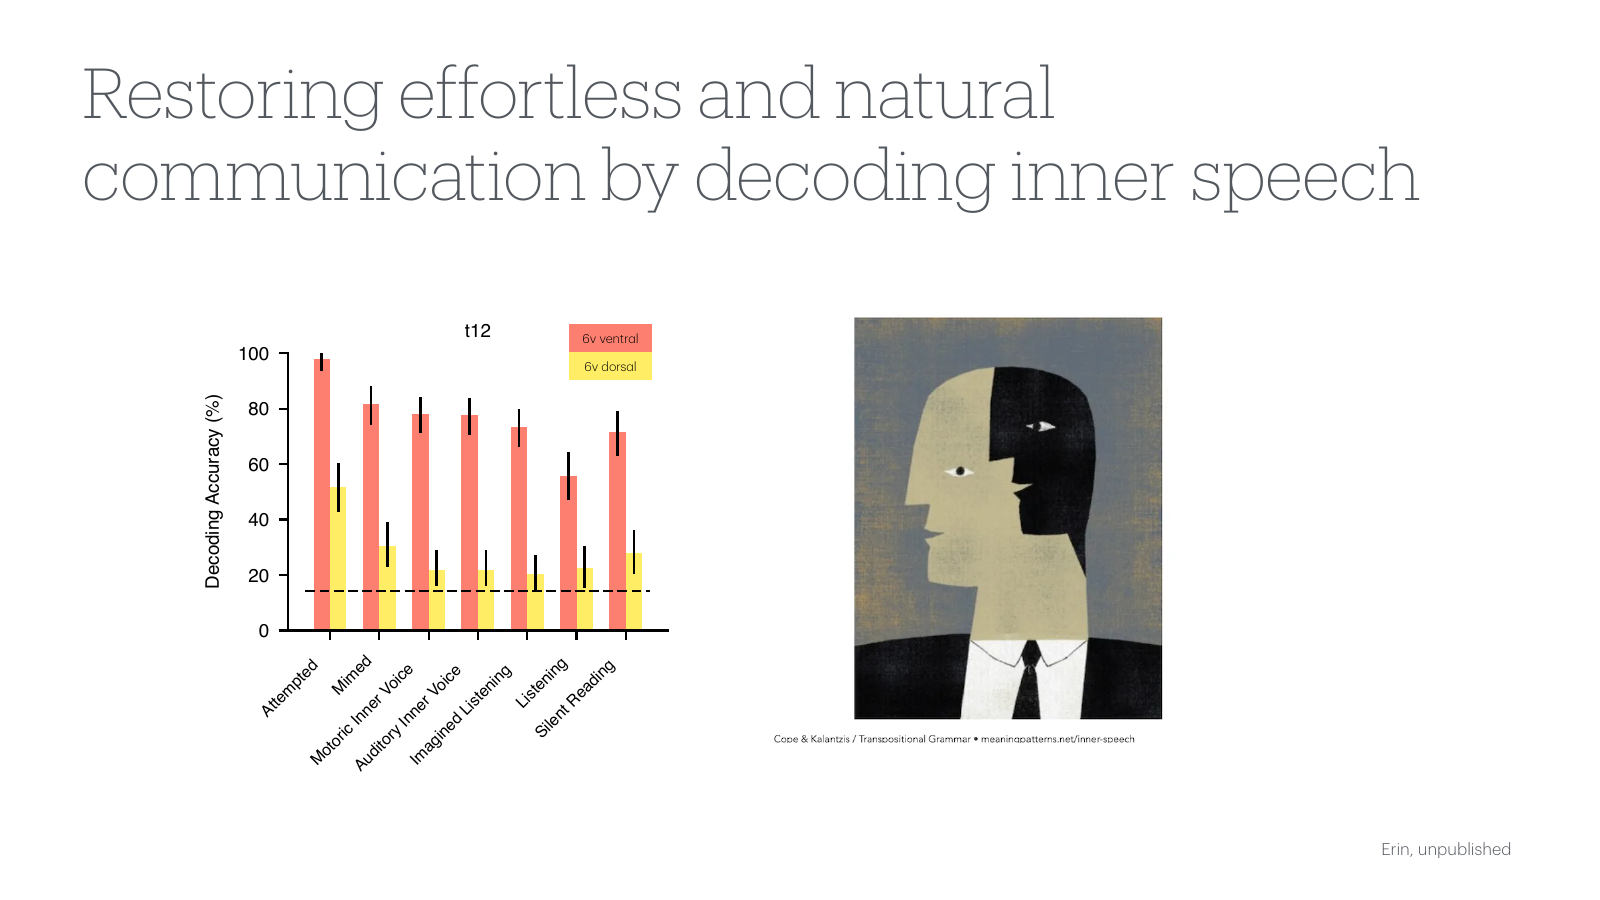 Restoring effortless and natural
communication by decoding inner speech
t12
6v ventral
6v dorsal
Decoding Accuracy (%)
100
80
60
40
20
0
Attempted
Mimed
Motoric Inner Voice
Auditory Inner Voice
Imagined Listening
Listening
Silent Reading
Cope & Kalantzis / Transpositional Grammar • meaningpatterns.net/inner-speech
Erin, unpublished